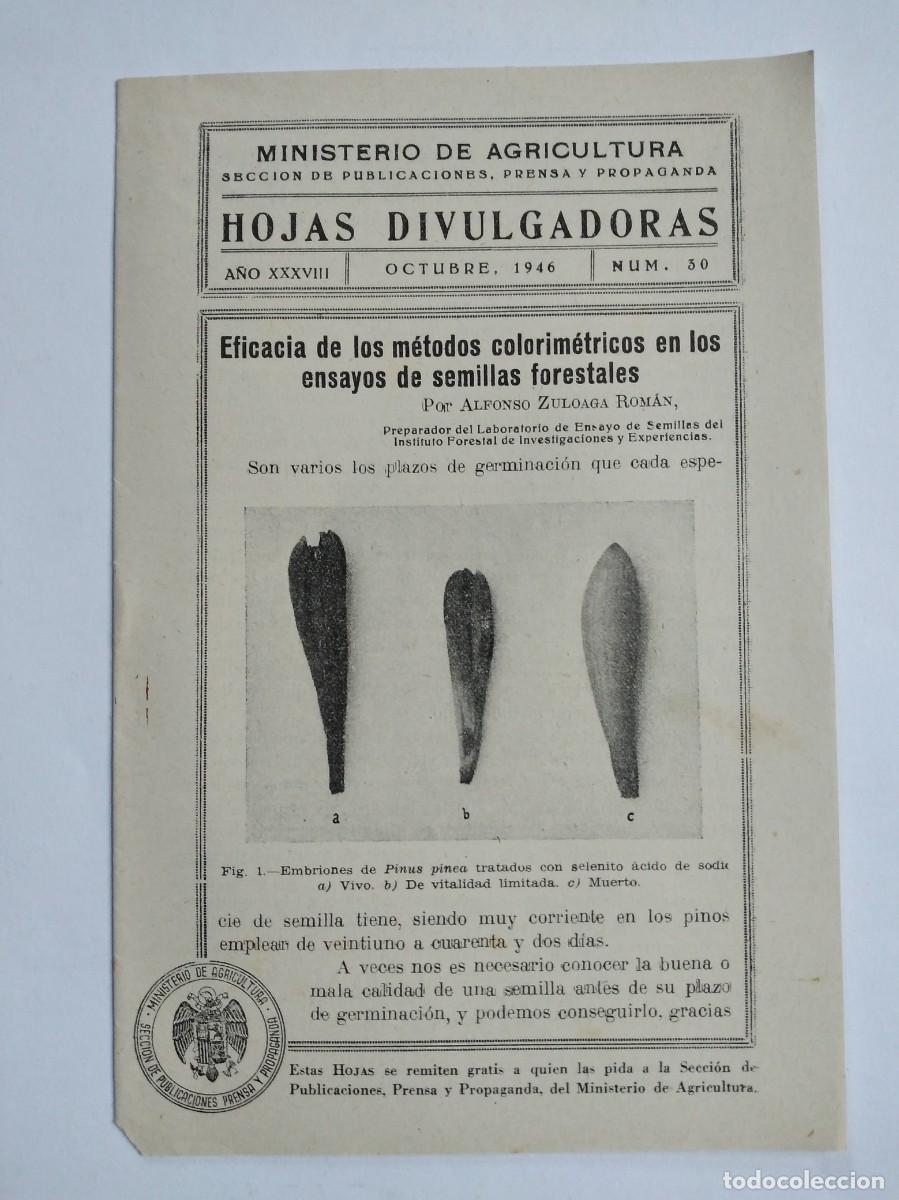 MINISTERIO DE AGRICULTURA
SECCION DE PUBLICACIONES, PRENSA Y PROPAGANDA
HOJAS DIVULGADORAS
AÑO XXXVIII OCTUBRE, 1946 NUM. 30
Eficacia de los métodos colorimétricos en los
ensayos de semillas forestales
Por ALFONSO ZULOAGA ROMÁN,
Preparador del Laboratorio de Ensayo de Semillas del
Instituto Forestal de Investigaciones y Experiencias.
Son varios los plazos de germinación que cada espe-
a b c
Fig. 1.—Embriones de Pinus pinea tratados con selenito ácido de sodi
a) Vivo. b) De vitalidad limitada. c) Muerto.
cie de semilla tiene, siendo muy corriente en los pinos
emplear de veintiuno a cuarenta y dos días.
A veces nos es necesario conocer la buena o
mala calidad de una semilla antes de su plazo
de germinación, y podemos conseguirlo, gracias
MINISTERIO DE AGRICULTURA
SECCION DE PUBLICACIONES PRENSA Y PROPAGANDA
Estas HOJAS se remiten gratis a quien las pida a la Sección de
Publicaciones, Prensa y Propaganda, del Ministerio de Agricultura.
todocoleccion